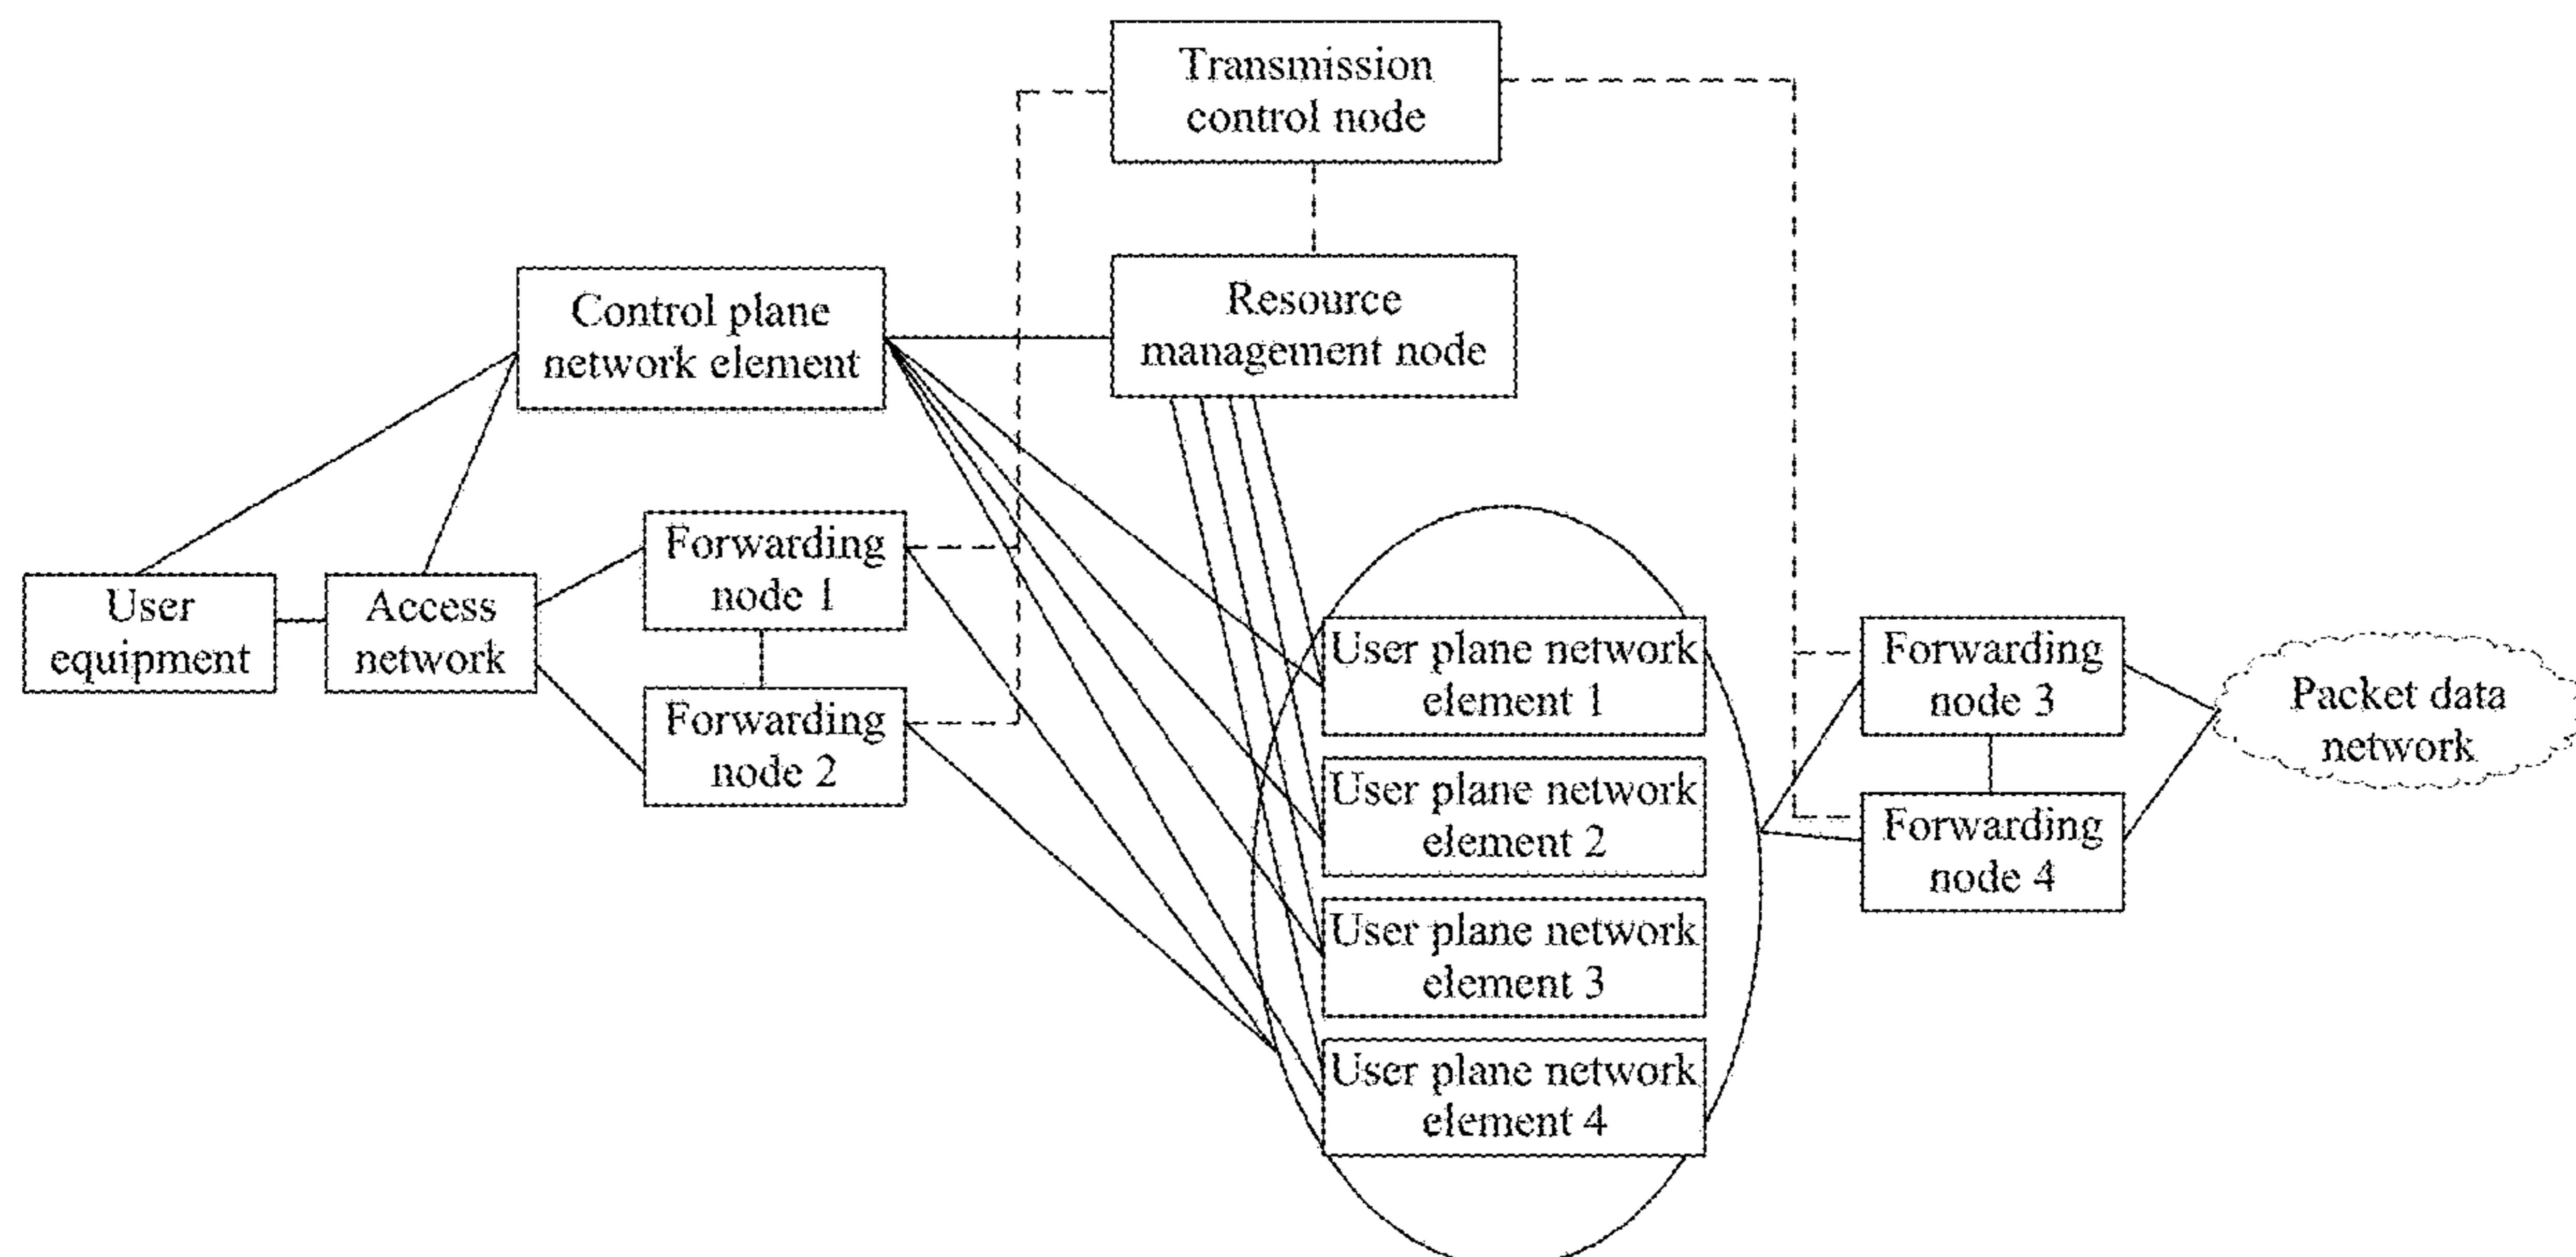 Transmission
control node
Control plane
network element
Resource
management node
User
equipment
Access
network
Forwarding
node 1
Forwarding
node 2
User plane network
element 1
User plane network
element 2
User plane network
element 3
User plane network
element 4
Forwarding
node 3
Forwarding
node 4
Packet data
network